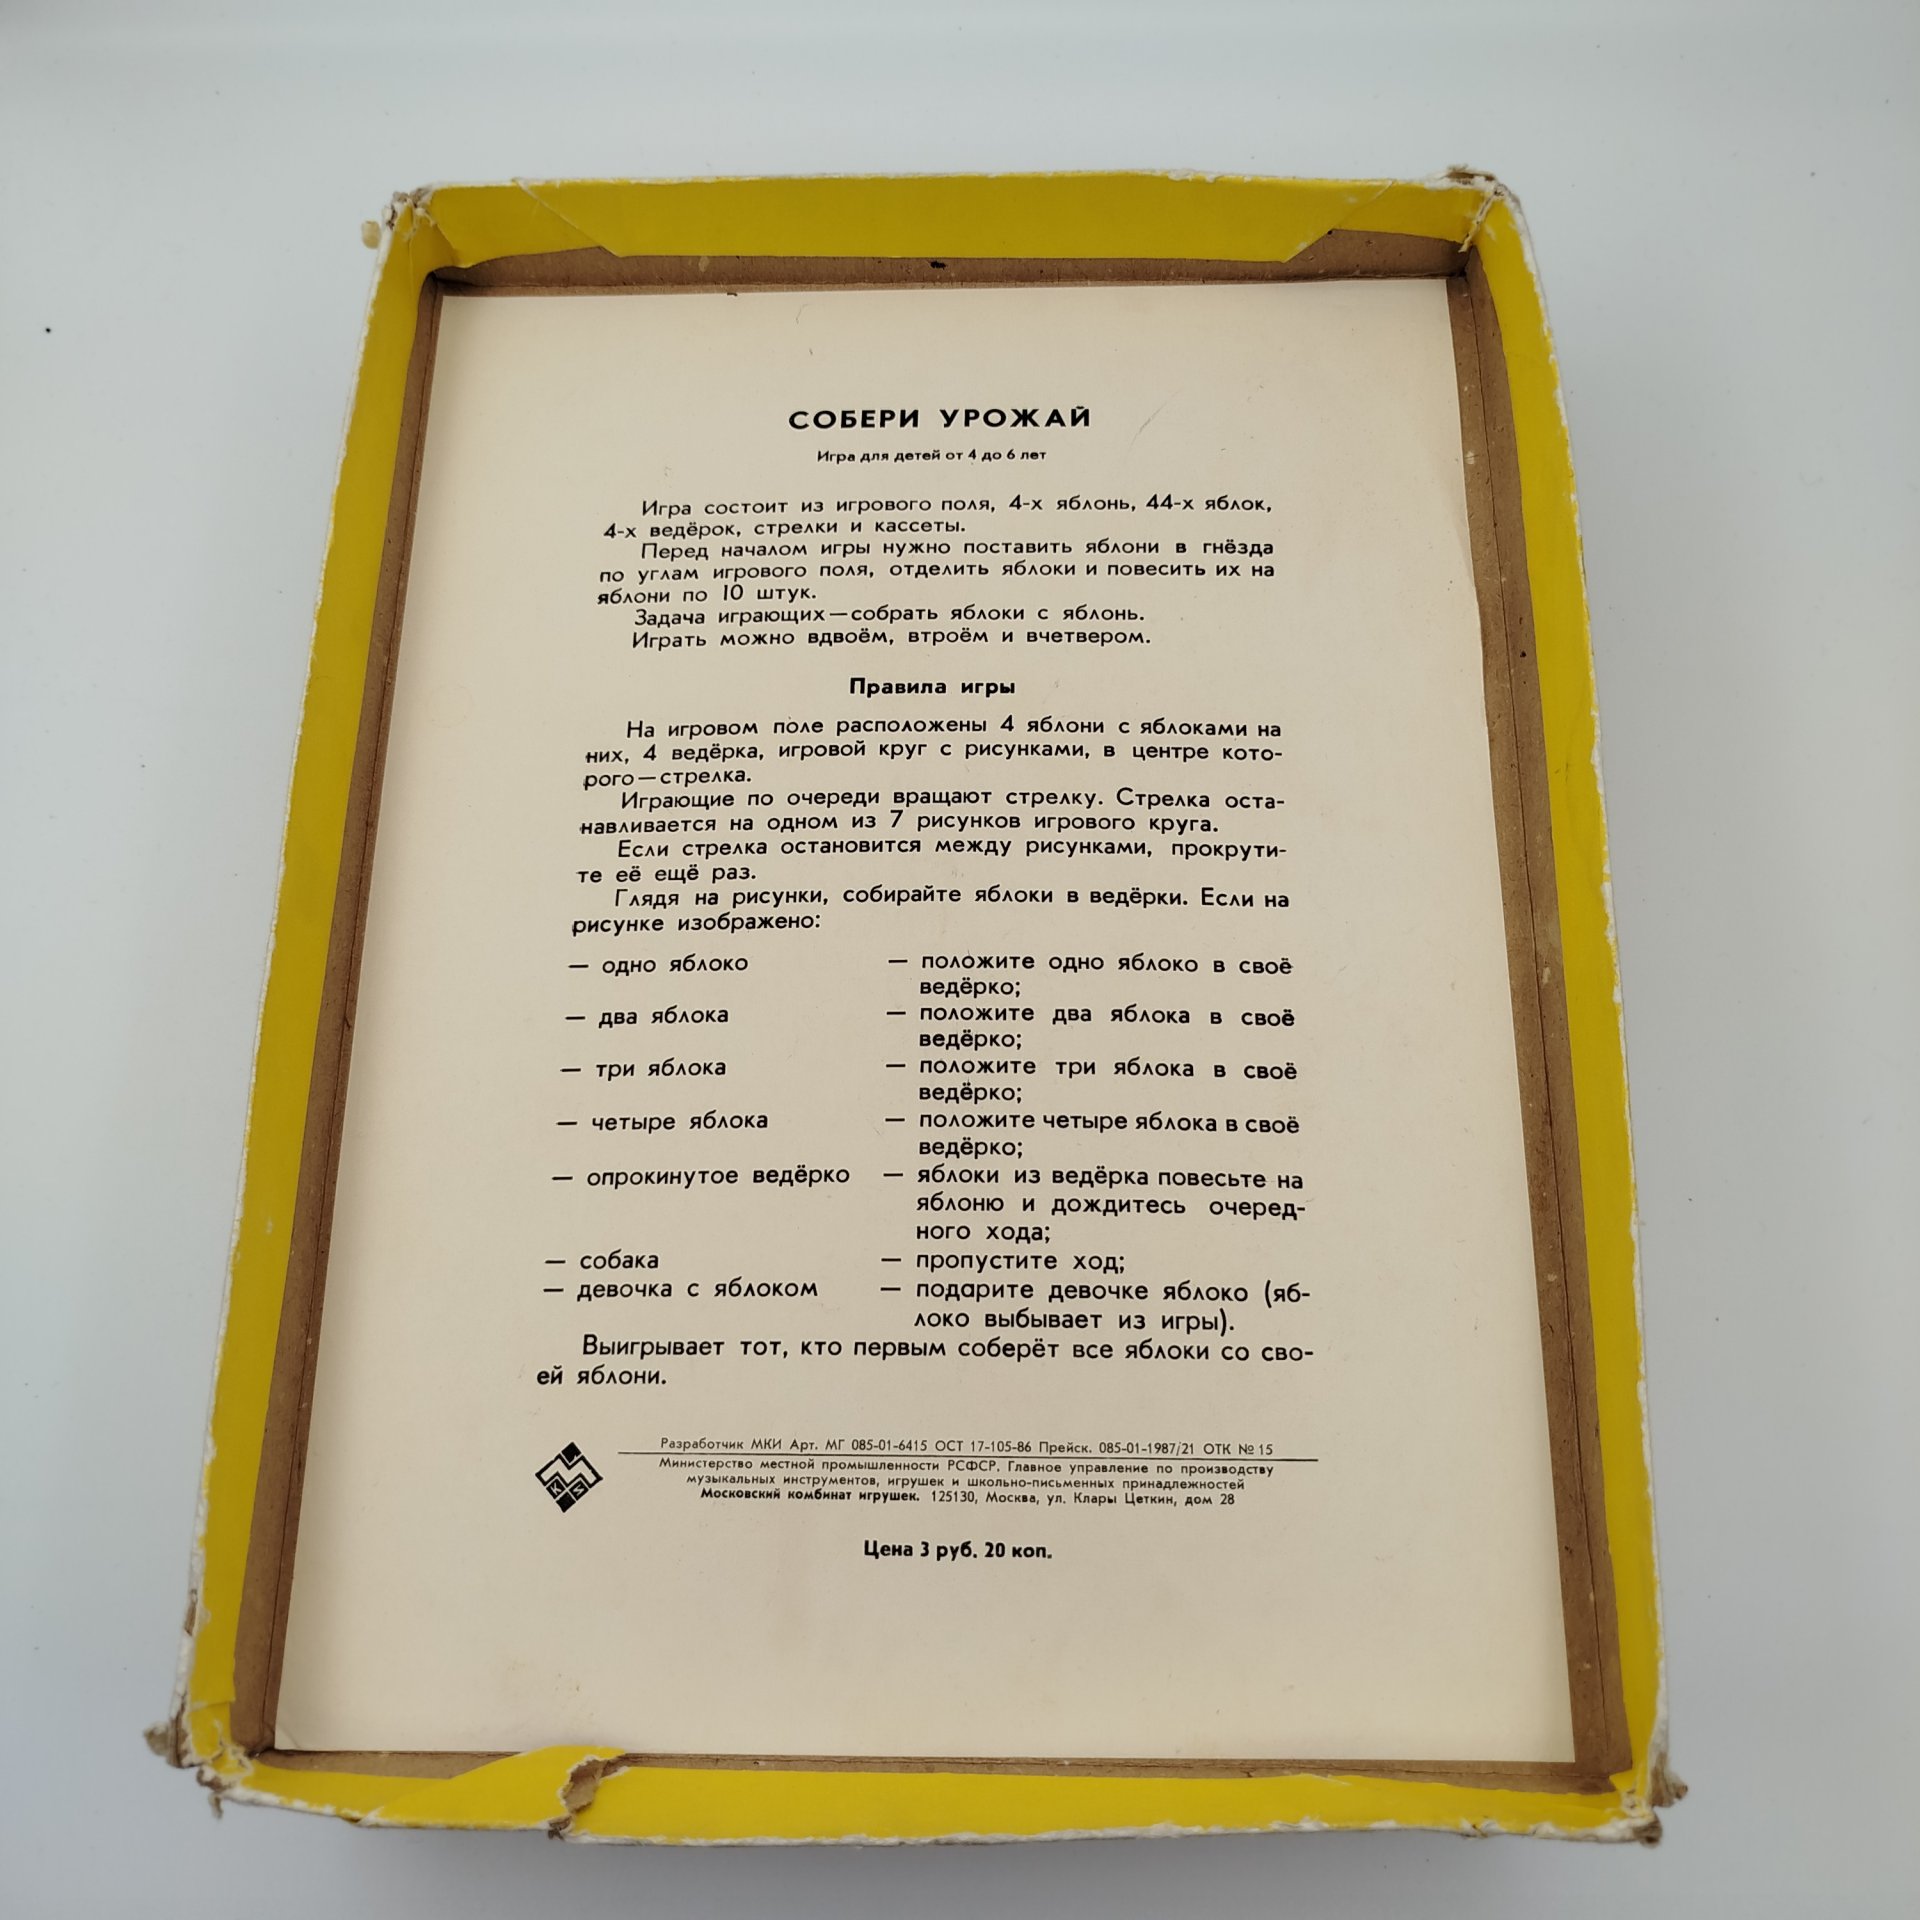 СОБЕРИ УРОЖАЙ
Игра для детей от 4 до 6 лет
Игра состоит из игрового поля, 4-х яблонь, 44-х яблок,
4-х ведёрок, стрелки и кассеты.
Перед началом игры нужно поставить яблони в гнёзда
по углам игрового поля, отделить яблоки и повесить их на
яблони по 10 штук.
Задача играющих — собрать яблоки с яблонь.
Играть можно вдвоём, втроём и вчетвером.
Правила игры
На игровом поле расположены 4 яблони с яблоками на
них, 4 ведёрка, игровой круг с рисунками, в центре кото-
рого — стрелка.
Играющие по очереди вращают стрелку. Стрелка оста-
навливается на одном из 7 рисунков игрового круга.
Если стрелка остановится между рисунками, прокрути-
те её ещё раз.
Глядя на рисунки, собирайте яблоки в ведёрки. Если на
рисунке изображено:
— одно яблоко — положите одно яблоко в своё
ведёрко;
— два яблока — положите два яблока в своё
ведёрко;
— три яблока — положите три яблока в своё
ведёрко;
— четыре яблока — положите четыре яблока в своё
ведёрко;
— опрокинутое ведёрко — яблоки из ведёрка повесьте на
яблоню и дождитесь очеред-
ного хода;
— собака — пропустите ход;
— девочка с яблоком — подарите девочке яблоко (яб-
локо выбывает из игры).
Выигрывает тот, кто первым соберёт все яблоки со сво-
ей яблони.
Разработчик МКИ Арт. МГ 085-01-6415 ОСТ 17-105-86 Прейск. 085-01-1987/21 ОТК № 15
Министерство местной промышленности РСФСР. Главное управление по производству
музыкальных инструментов, игрушек и школьно-письменных принадлежностей
Московский комбинат игрушек. 125130, Москва, ул. Клары Цеткин, дом 28
Цена 3 руб. 20 коп.